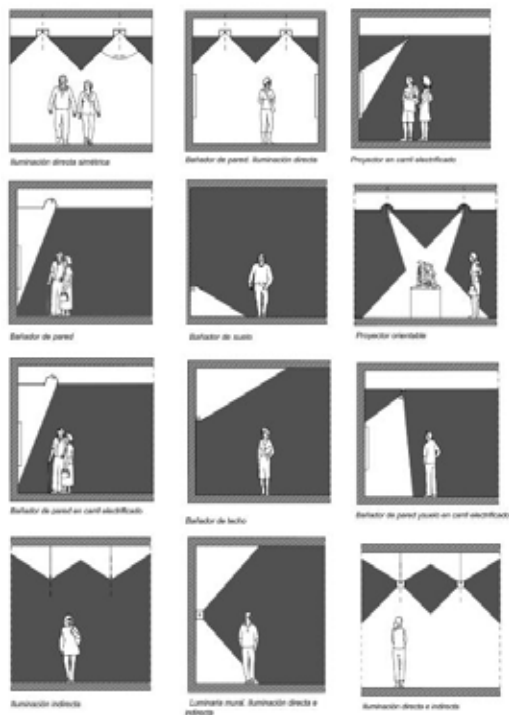 Iluminación directa simétrica
Bañador de pared. Iluminación directa
Proyector en carril electrificado
Bañador de pared
Bañador de suelo
Proyector orientable
Bañador de pared en carril electrificado
Bañador de techo
Bañador de pared ysuelo en carril electrificado
Iluminación indirecta
Luminaria mural. Iluminación directa e
indirecta
Iluminación directa e indirecta